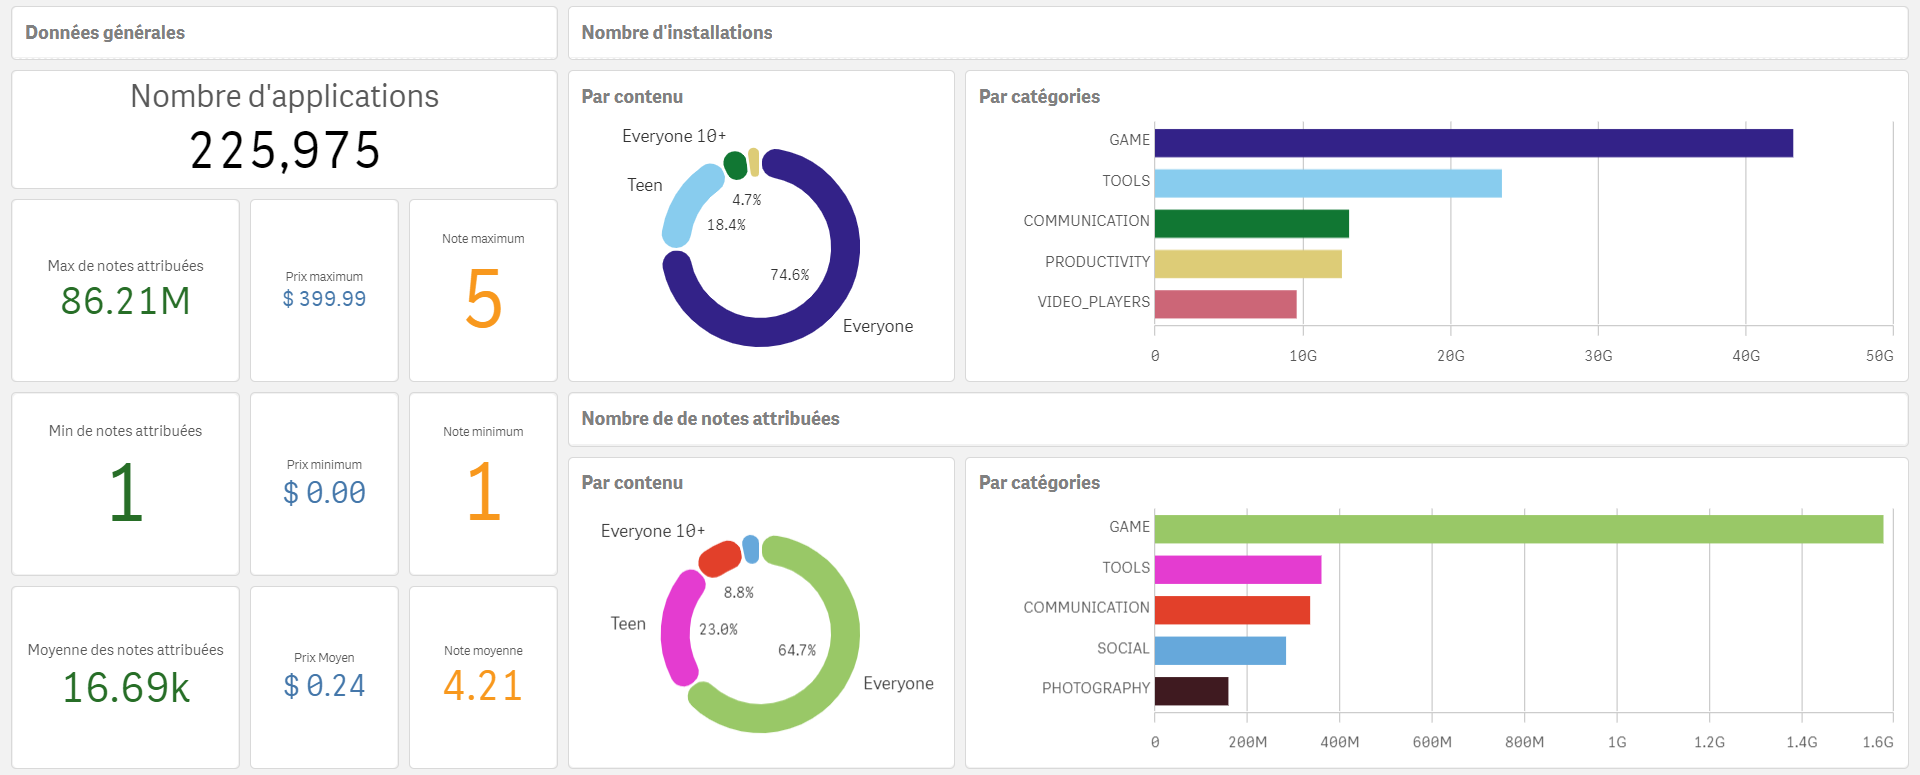 Données générales
Nombre d'applications
225,975
Max de notes attribuées
86.21M
Prix maximum
$ 399.99
Note maximum
5
Min de notes attribuées
1
Prix minimum
$ 0.00
Note minimum
1
Moyenne des notes attribuées
16.69k
Prix Moyen
$ 0.24
Note moyenne
4.21
Nombre d'installations
Par contenu
Everyone 10+
Teen
4.7%
18.4%
74.6%
Everyone
Par catégories
GAME
TOOLS
COMMUNICATION
PRODUCTIVITY
VIDEO_PLAYERS
0 10G 20G 30G 40G 50G
Nombre de de notes attribuées
Par contenu
Everyone 10+
8.8%
Teen
23.0%
64.7%
Everyone
Par catégories
GAME
TOOLS
COMMUNICATION
SOCIAL
PHOTOGRAPHY
0 200M 400M 600M 800M 1G 1.2G 1.4G 1.6G